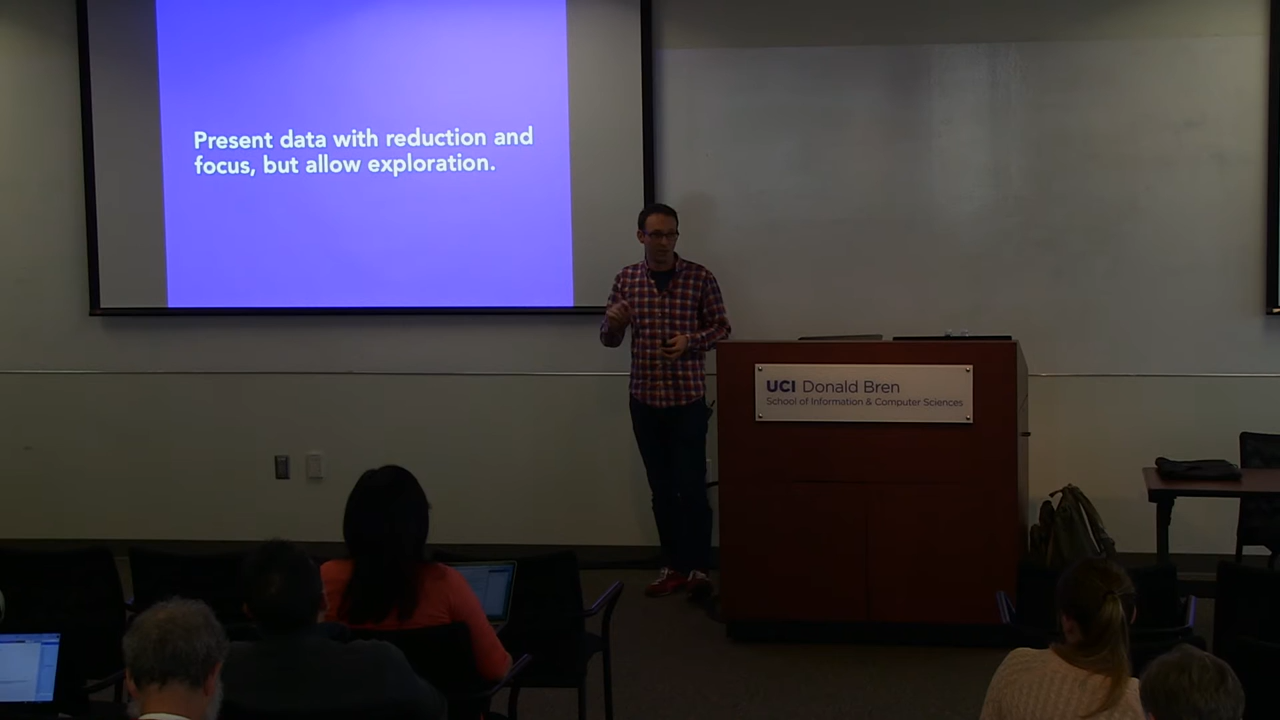 Present data with reduction and
focus, but allow exploration.
UCI Donald Bren
School of Information & Computer Sciences